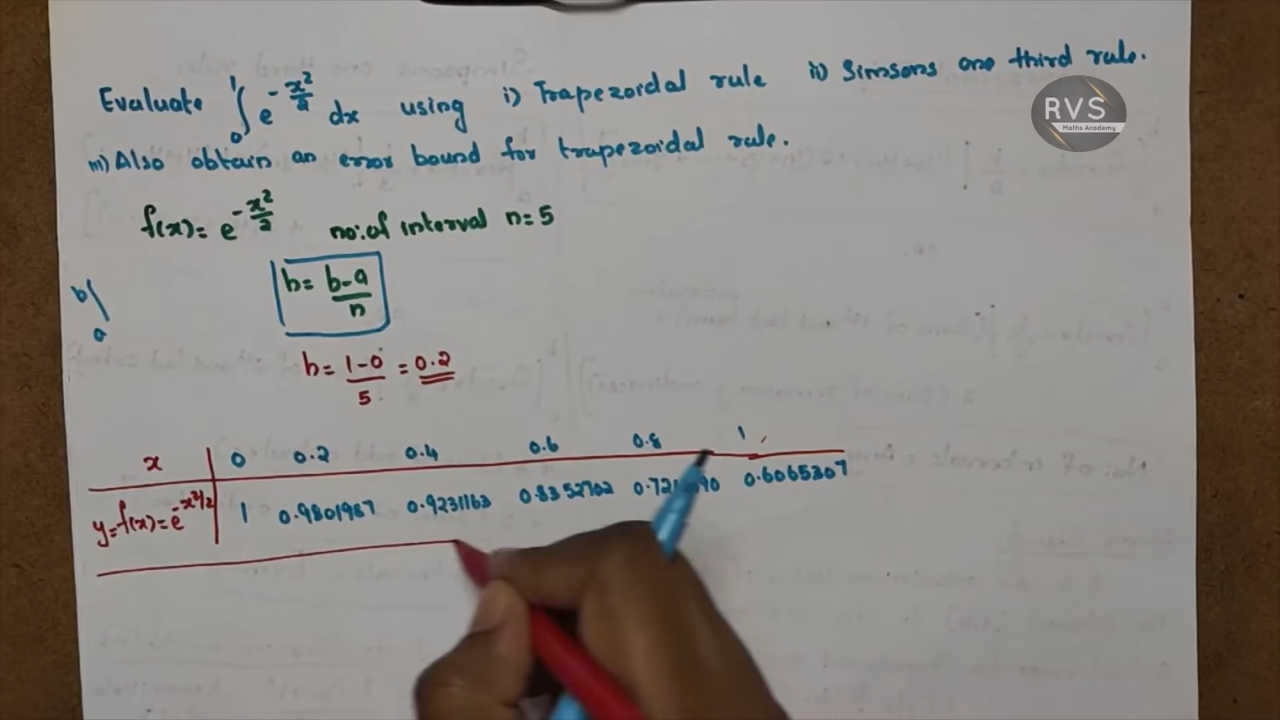 Evaluate ∫₀¹ e^{-x²/2} dx using i) Trapezoidal rule ii) Simsons one third rule.
RVS
Maths Academy
iii) Also obtain an error bound for trapezoidal rule.
f(x) = e^{-x²/2} no: of interval n = 5
h = (b-a)/n
b
a
h = (1-0)/5 = 0.2
x 0 0.2 0.4 0.6 0.8 1
y=f(x)=e^{-x²/2} 1 0.9801987 0.9231163 0.8352702 0.6065307